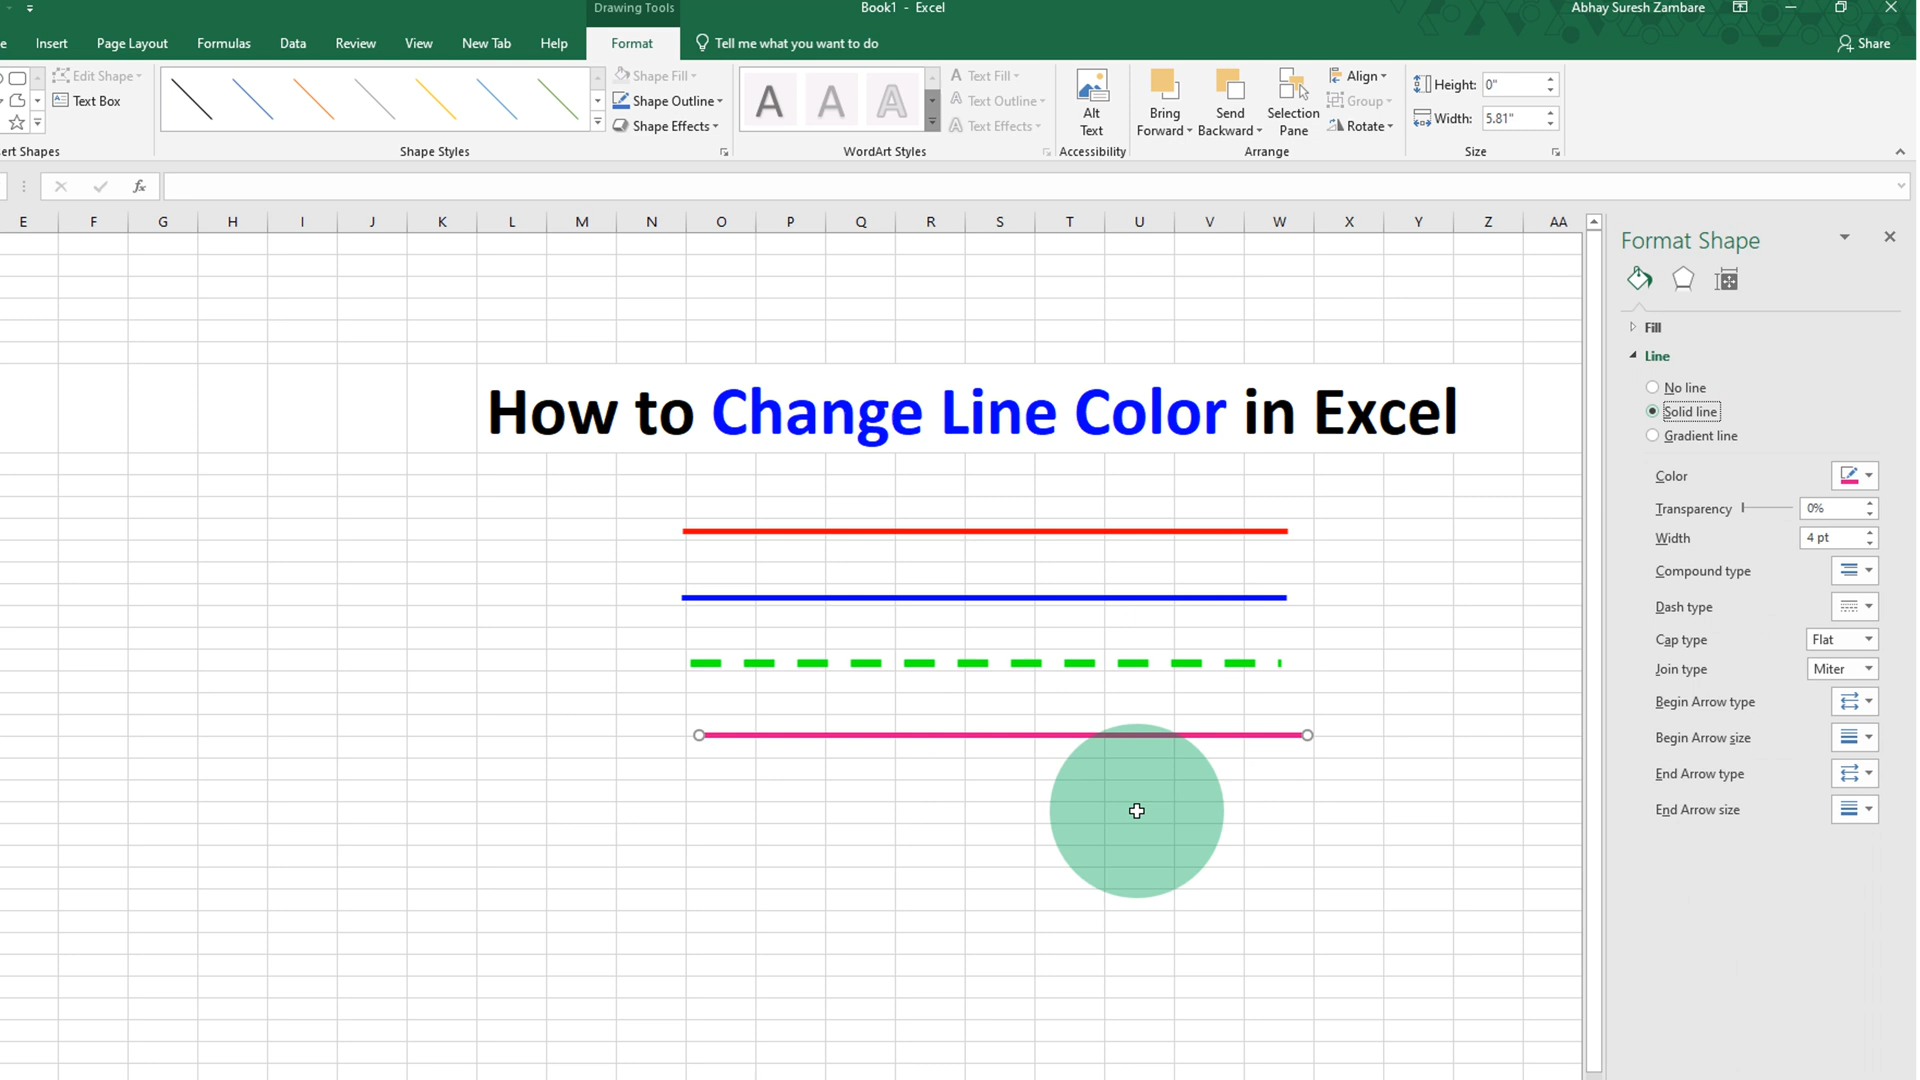 Drawing Tools
Book1 - Excel
Abhay Suresh Zambare
e Insert Page Layout Formulas Data Review View New Tab Help Format Tell me what you want to do Share
Edit Shape
Text Box
ert Shapes
Shape Fill
Shape Outline
Shape Effects
Shape Styles
A A A
A Text Fill
A Text Outline
A Text Effects
WordArt Styles
Alt
Text
Accessibility
Bring
Forward
Send
Backward
Selection
Pane
Align
Group
Rotate
Arrange
Height: 0"
Width: 5.81"
Size
fx
E F G H I J K L M N O P Q R S T U V W X Y Z AA
How to Change Line Color in Excel
Format Shape
Fill
Line
No line
Solid line
Gradient line
Color
Transparency 0%
Width 4 pt
Compound type
Dash type
Cap type Flat
Join type Miter
Begin Arrow type
Begin Arrow size
End Arrow type
End Arrow size